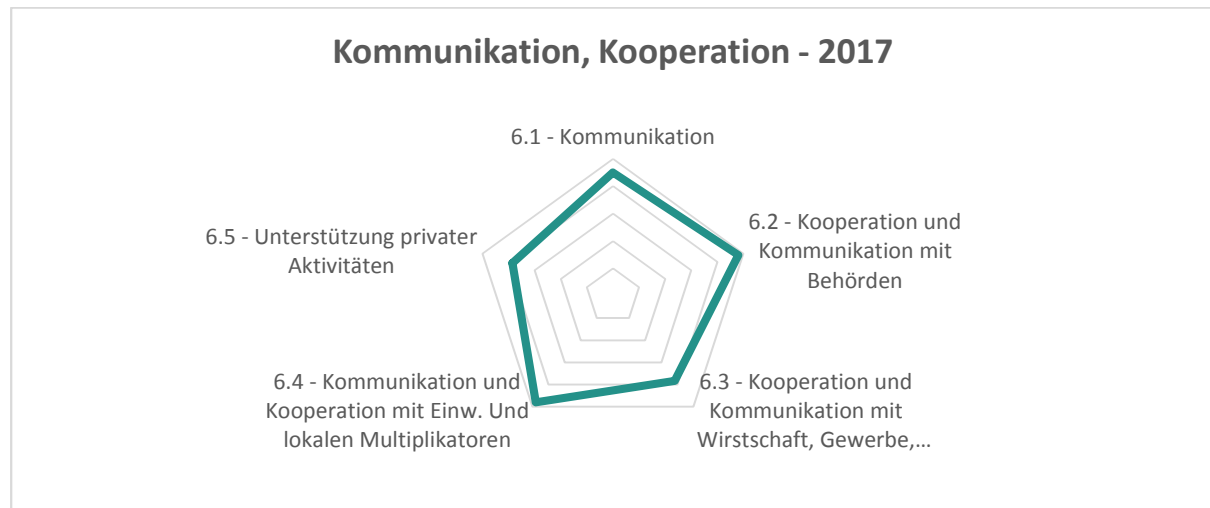 Kommunikation, Kooperation - 2017
6.1 - Kommunikation
6.2 - Kooperation und
Kommunikation mit
Behörden
6.3 - Kooperation und
Kommunikation mit
Wirstschaft, Gewerbe,…
6.4 - Kommunikation und
Kooperation mit Einw. Und
lokalen Multiplikatoren
6.5 - Unterstützung privater
Aktivitäten